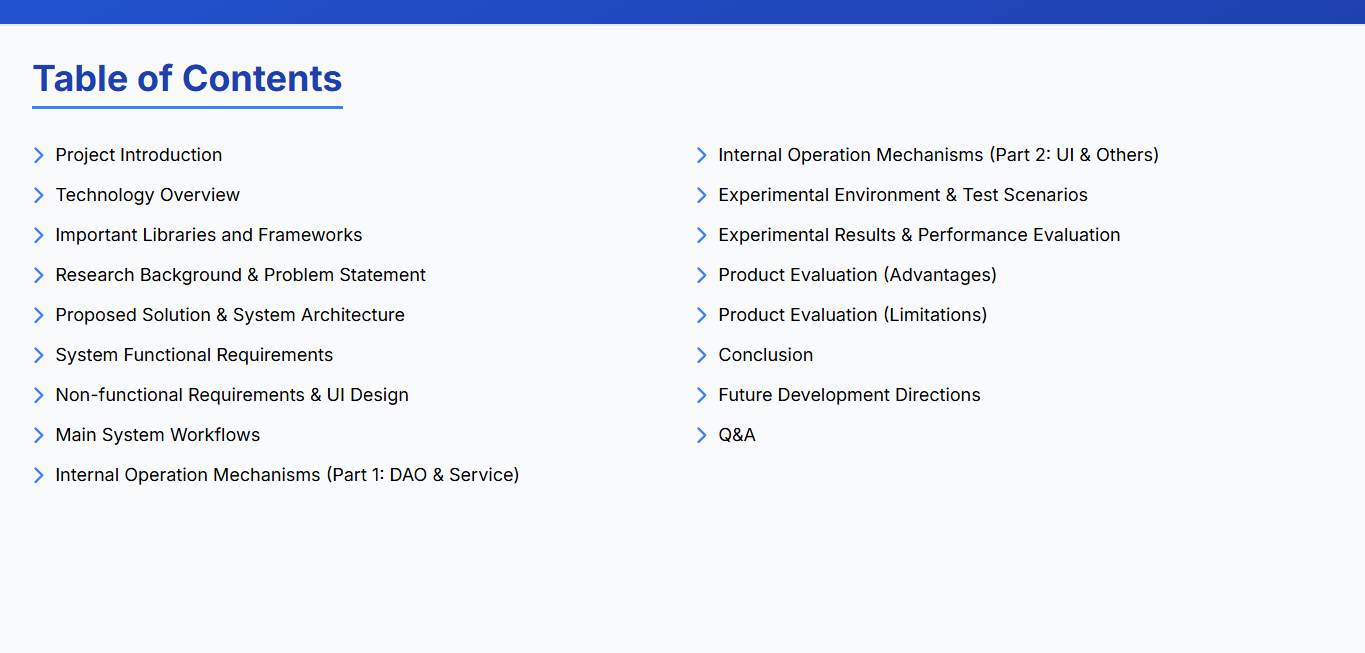 Table of Contents
Project Introduction
Technology Overview
Important Libraries and Frameworks
Research Background & Problem Statement
Proposed Solution & System Architecture
System Functional Requirements
Non-functional Requirements & UI Design
Main System Workflows
Internal Operation Mechanisms (Part 1: DAO & Service)
Internal Operation Mechanisms (Part 2: UI & Others)
Experimental Environment & Test Scenarios
Experimental Results & Performance Evaluation
Product Evaluation (Advantages)
Product Evaluation (Limitations)
Conclusion
Future Development Directions
Q&A